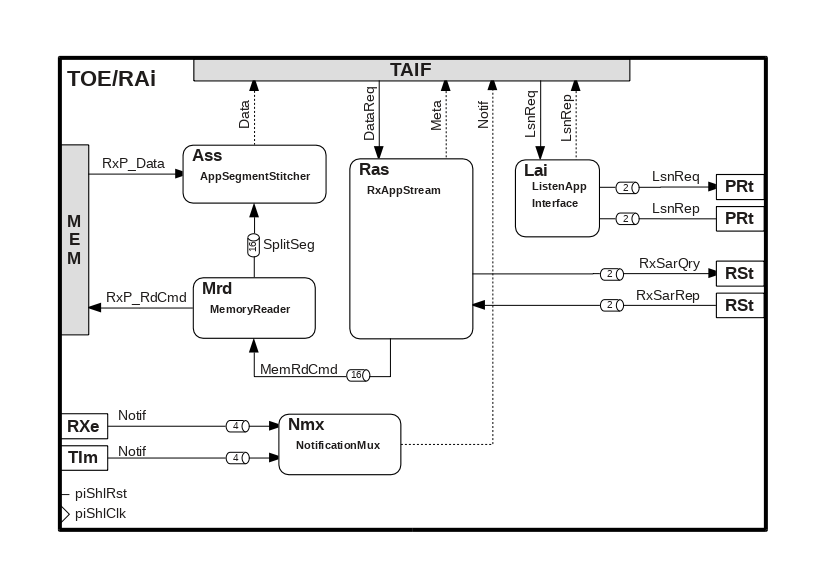 TAIF
TOE/RAi
Data
DataReq
Meta
Notif
LsnReq
LsnRep
RxP_Data
Ass
AppSegmentStitcher
Ras
RxAppStream
Lai
ListenApp
Interface
LsnReq
2
PRt
LsnRep
2
PRt
M
E
M
16
SplitSeg
RxSarQry
2
RSt
RxSarRep
2
RSt
RxP_RdCmd
Mrd
MemoryReader
MemRdCmd
16
RXe
Notif
4
Nmx
NotificationMux
TIm
Notif
4
piShlRst
piShlClk